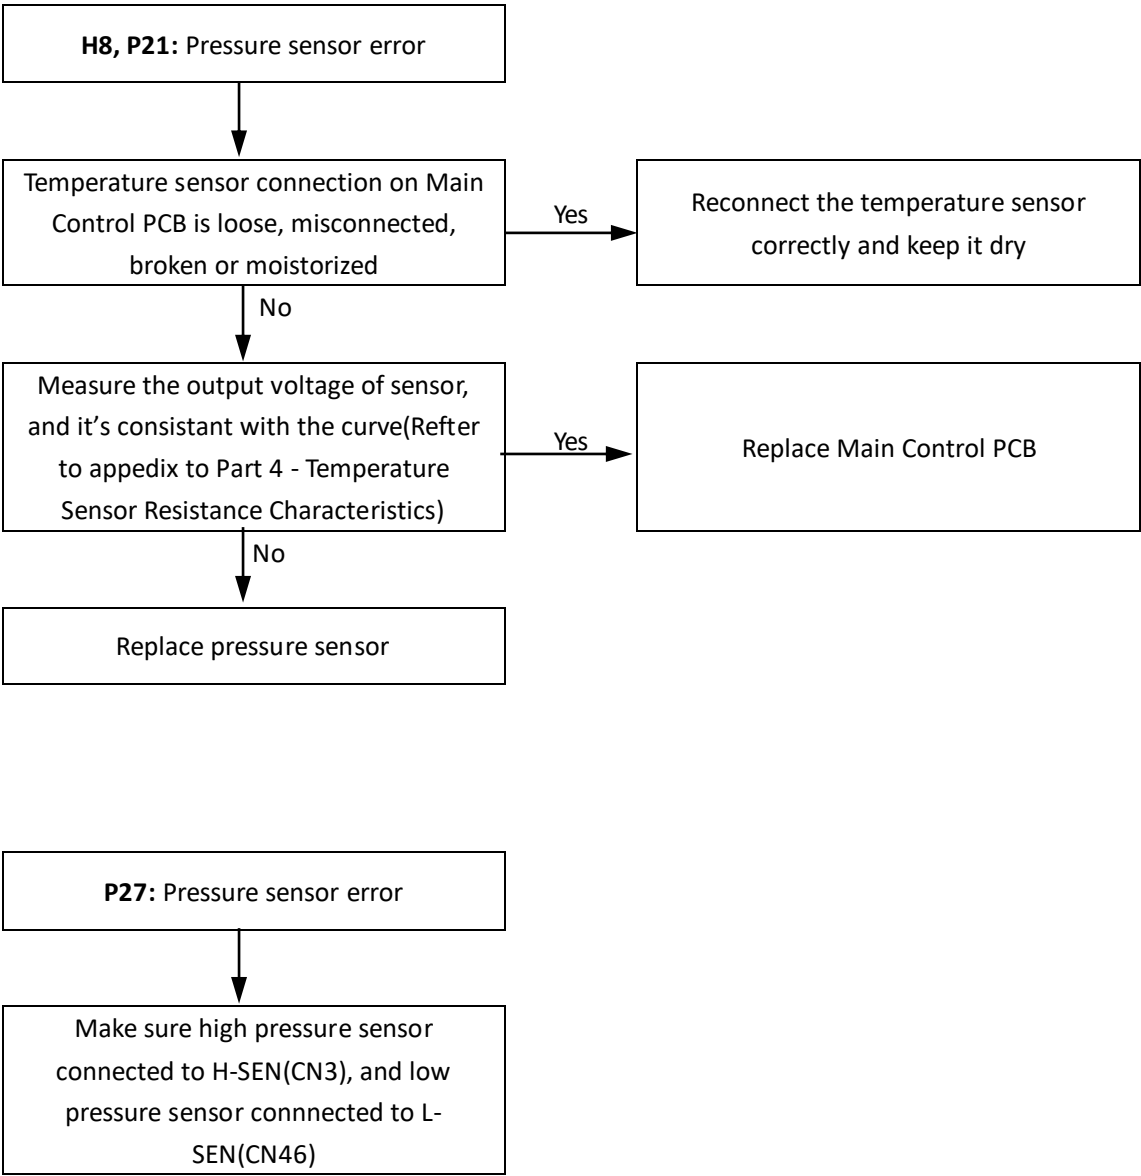 H8, P21: Pressure sensor error
Temperature sensor connection on Main
Control PCB is loose, misconnected,
broken or moistorized
Yes
Reconnect the temperature sensor
correctly and keep it dry
No
Measure the output voltage of sensor,
and it’s consistant with the curve(Refter
to appedix to Part 4 - Temperature
Sensor Resistance Characteristics)
Yes
Replace Main Control PCB
No
Replace pressure sensor
P27: Pressure sensor error
Make sure high pressure sensor
connected to H-SEN(CN3), and low
pressure sensor connnected to L-
SEN(CN46)